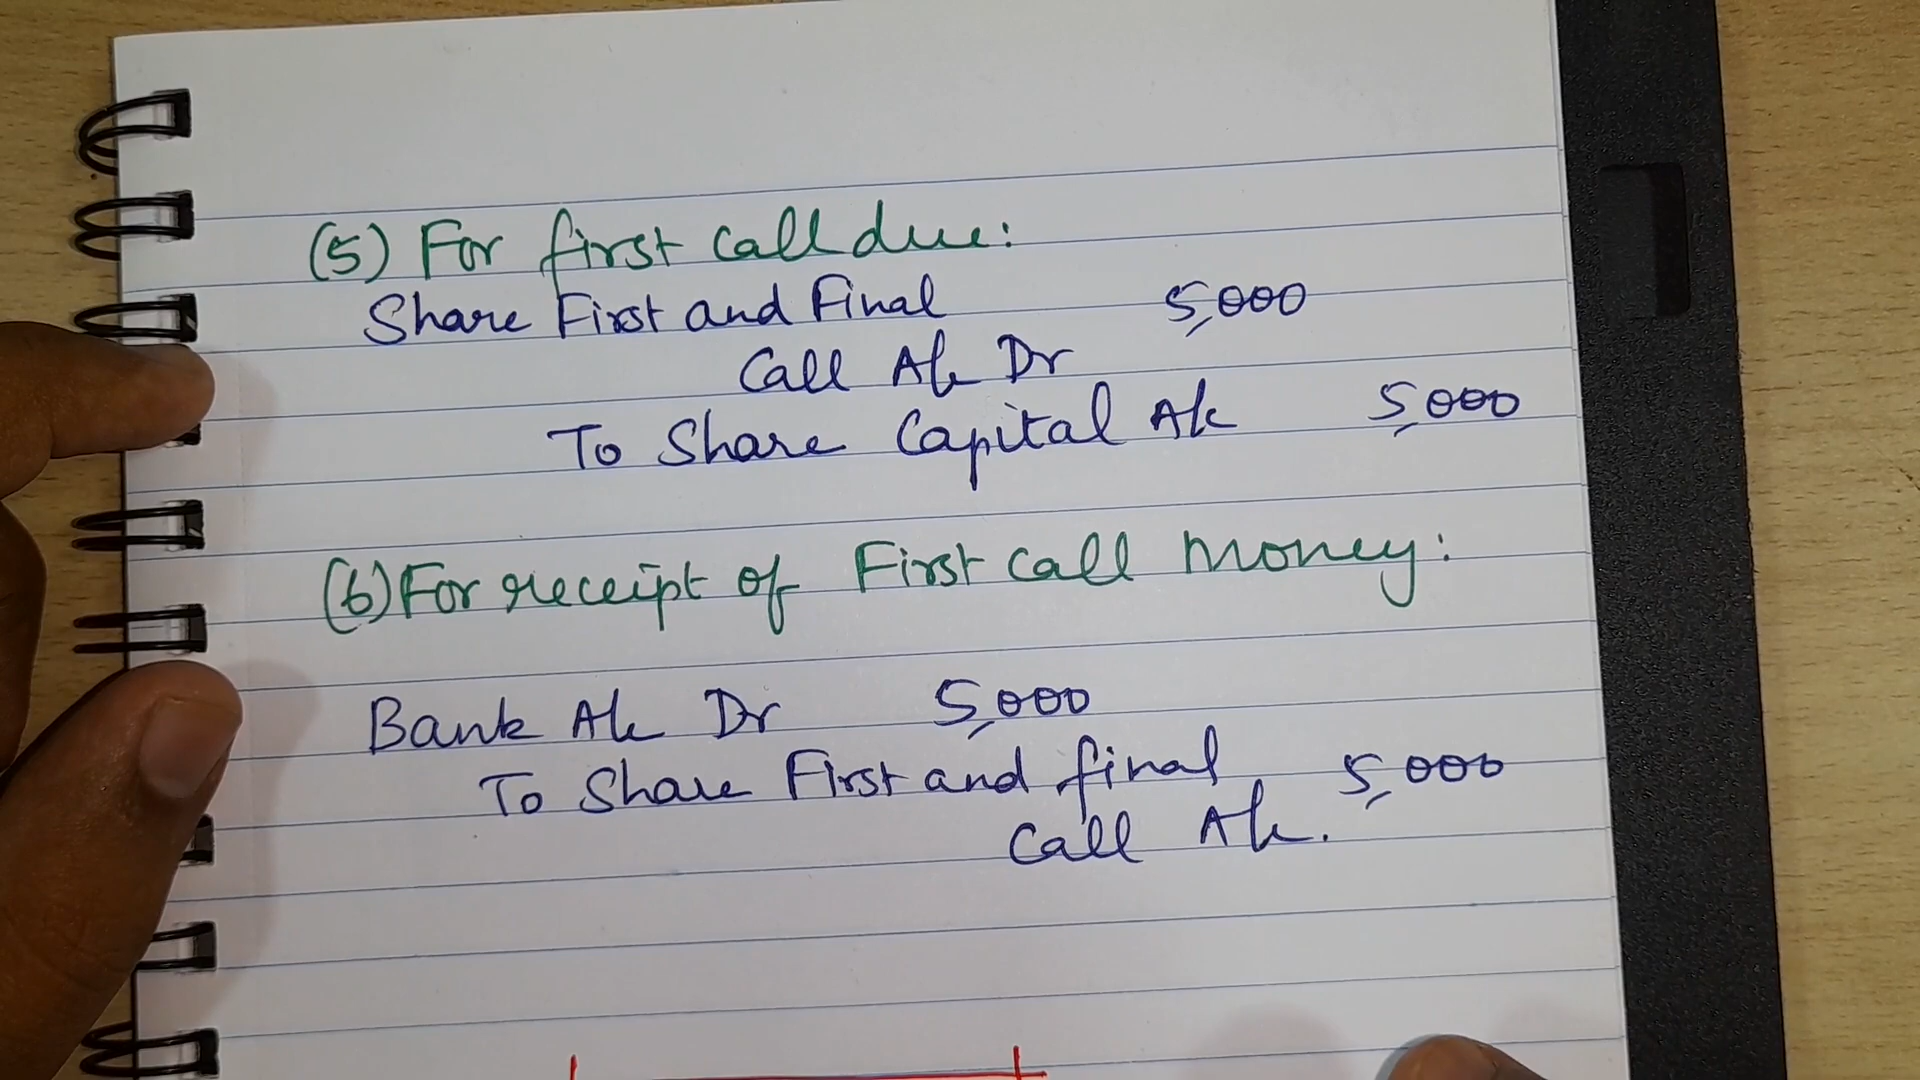 (5) For first call due:
Share First and Final 5,000
Call A/c Dr
To Share Capital A/c 5,000
(6) For receipt of First call money:
Bank A/c Dr 5,000
To Share First and final 5,000
Call A/c.